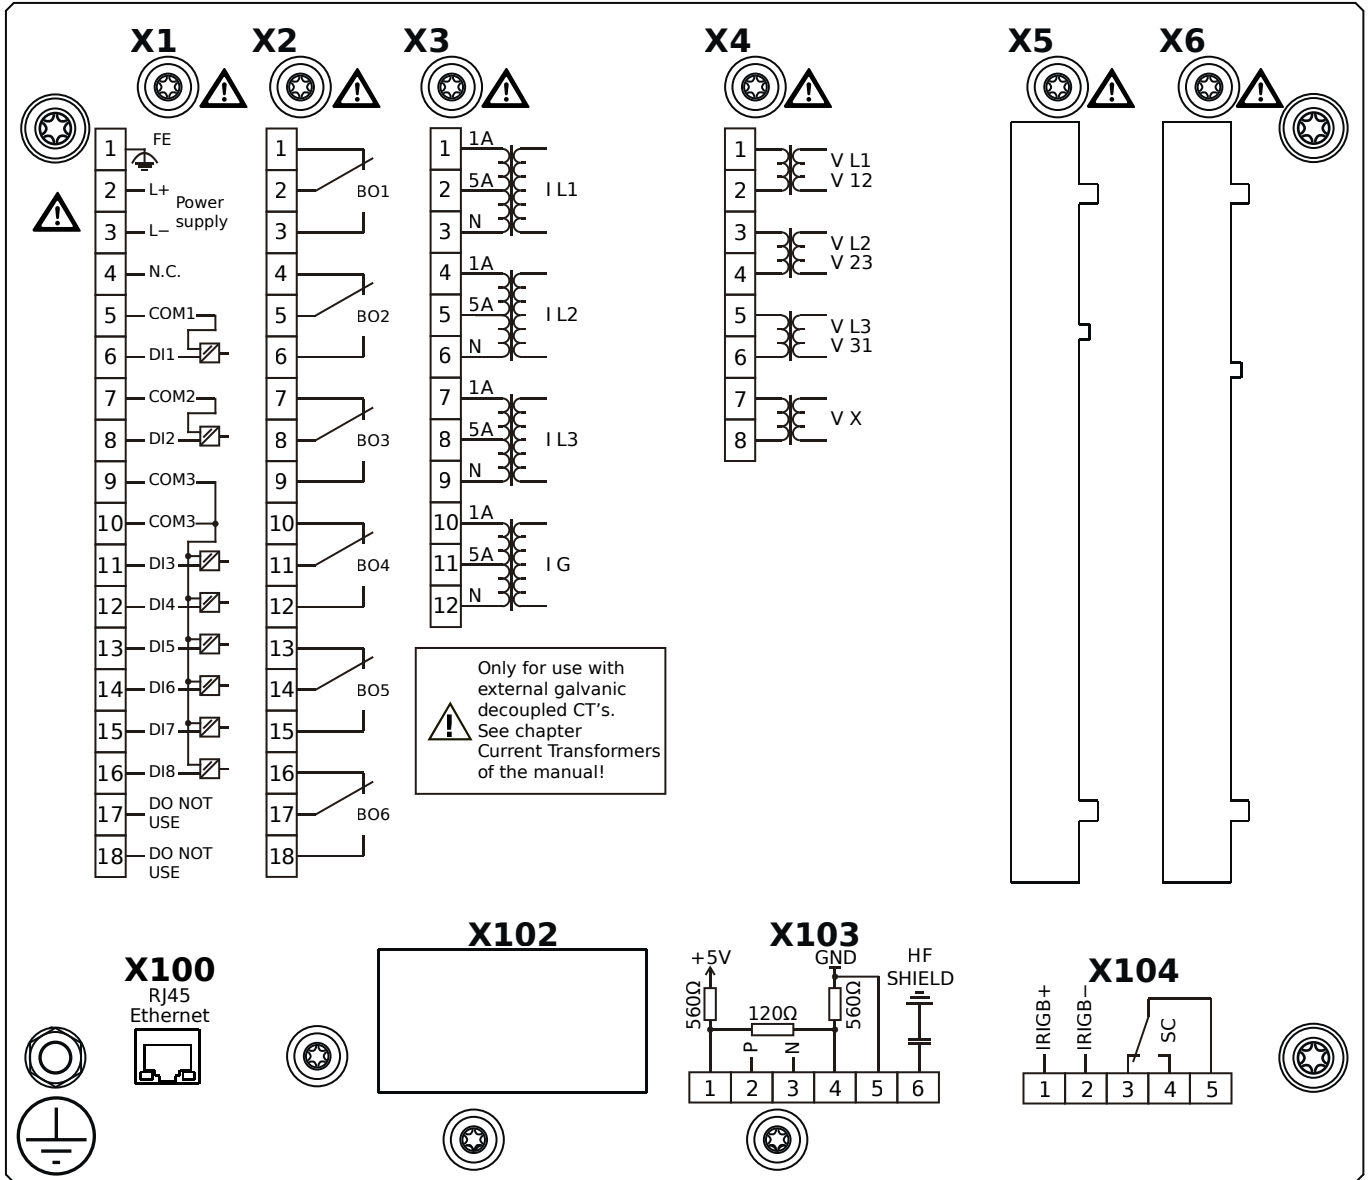 X1 X2 X3 X4 X5 X6
1 FE
2 L+
Power
supply
3 L−
4 N.C.
5 COM1
6 DI1
7 COM2
8 DI2
9 COM3
10 COM3
11 DI3
12 DI4
13 DI5
14 DI6
15 DI7
16 DI8
17 DO NOT
USE
18 DO NOT
USE
1
2 BO1
3
4
5 BO2
6
7
8 BO3
9
10
11 BO4
12
13
14 BO5
15
16
17 BO6
18
1 1A
2 5A I L1
3 N
4 1A
5 5A I L2
6 N
7 1A
8 5A I L3
9 N
10 1A
11 5A I G
12 N
Only for use with
external galvanic
decoupled CT's.
See chapter
Current Transformers
of the manual!
1 V L1
2 V 12
3 V L2
4 V 23
5 V L3
6 V 31
7 V X
8
X100
RJ45
Ethernet
X102
X103
+5V GND HF
SHIELD
560Ω 120Ω 560Ω
P N
1 2 3 4 5 6
X104
IRIGB+ IRIGB− SC
1 2 3 4 5